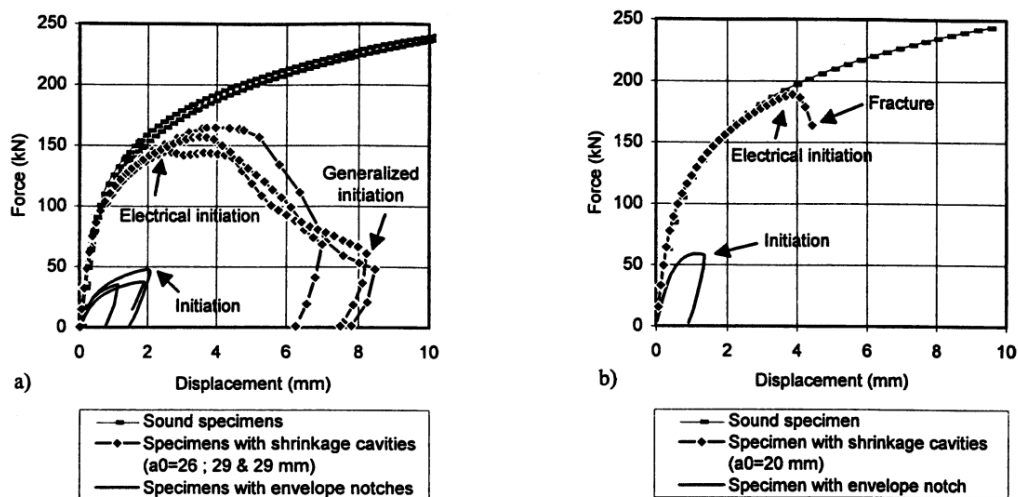 250
200
150
100
50
0
Force (kN)
Electrical initiation
Generalized
initiation
Initiation
0 2 4 6 8 10
Displacement (mm)
a)
Sound specimens
Specimens with shrinkage cavities
(a0=26 ; 29 & 29 mm)
Specimens with envelope notches
250
200
150
100
50
0
Force (kN)
Fracture
Electrical initiation
Initiation
0 2 4 6 8 10
Displacement (mm)
b)
Sound specimen
Specimen with shrinkage cavities
(a0=20 mm)
Specimen with envelope notch